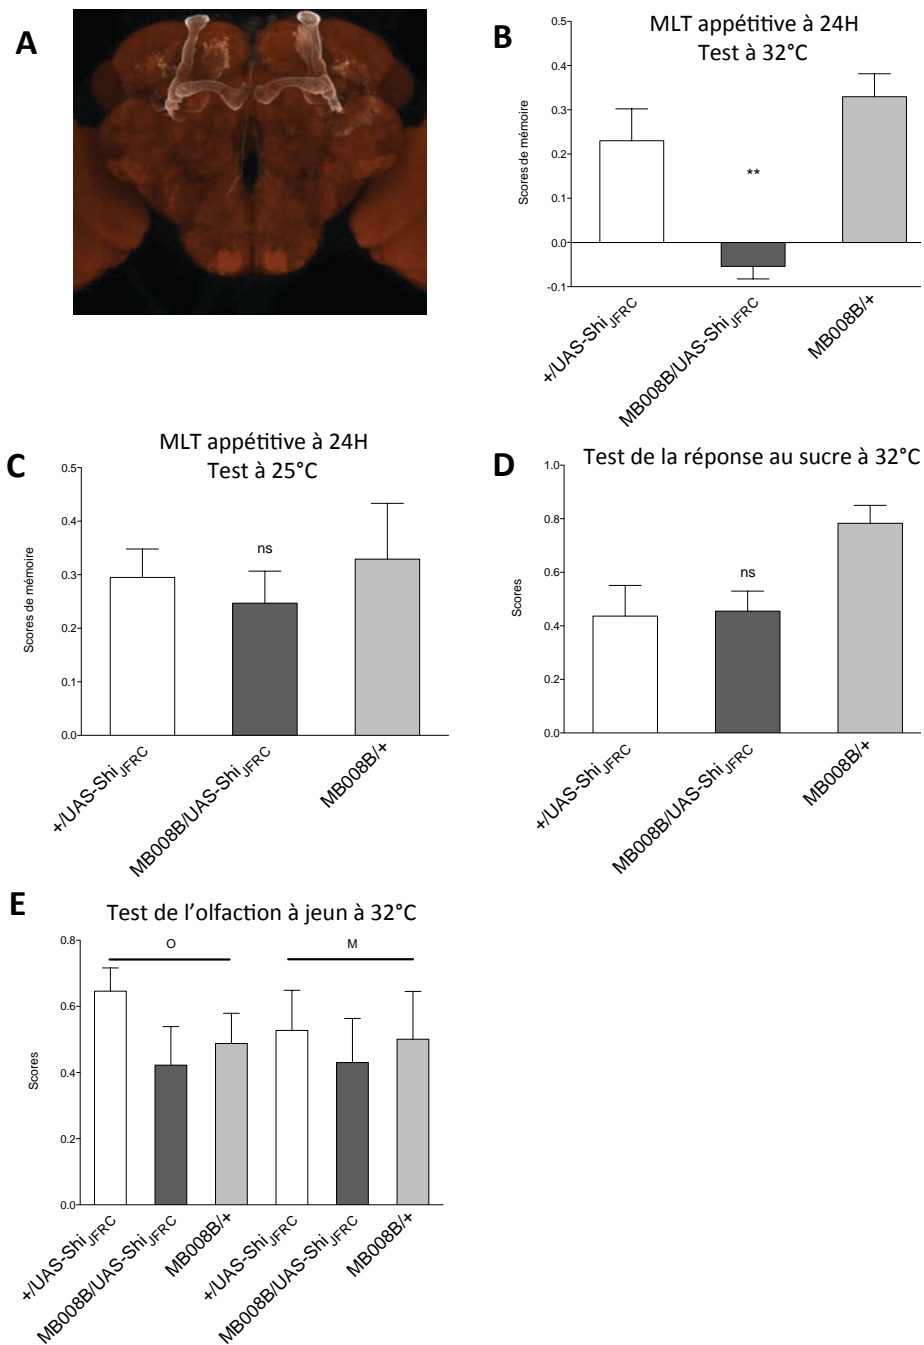 A
B
MLT appétitive à 24H
Test à 32°C
Scores de mémoire
0.5
0.4
0.3
0.2
0.1
0.0
-0.1
**
+/UAS-Shi JFRC
MB008B/UAS-Shi JFRC
MB008B/+
C
MLT appétitive à 24H
Test à 25°C
Scores de mémoire
0.5
0.4
0.3
0.2
0.1
0.0
ns
+/UAS-Shi JFRC
MB008B/UAS-Shi JFRC
MB008B/+
D
Test de la réponse au sucre à 32°C
Scores
1.0
0.8
0.6
0.4
0.2
0.0
ns
+/UAS-Shi JFRC
MB008B/UAS-Shi JFRC
MB008B/+
E
Test de l’olfaction à jeun à 32°C
Scores
0.8
0.6
0.4
0.2
0.0
O
M
+/UAS-Shi JFRC
MB008B/UAS-Shi JFRC
MB008B/+
+/UAS-Shi JFRC
MB008B/UAS-Shi JFRC
MB008B/+